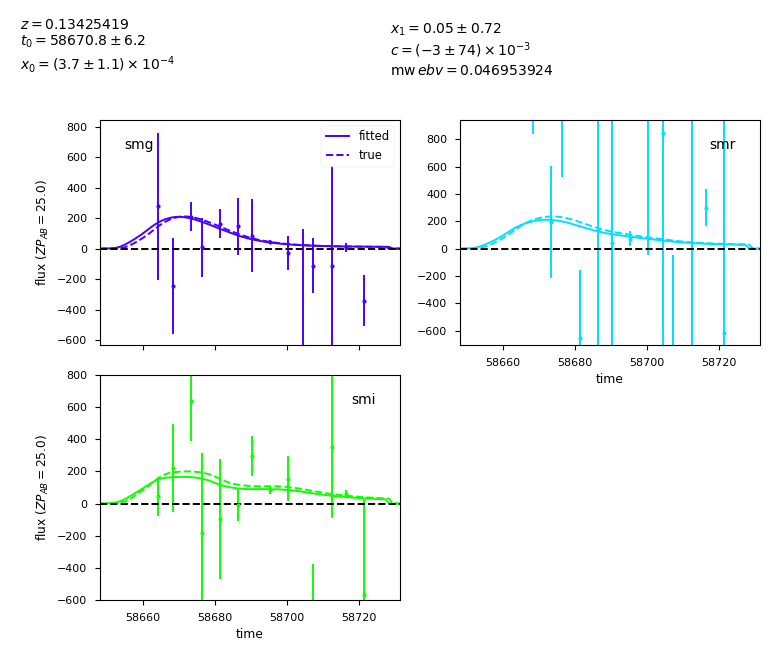 z = 0.13425419
t₀ = 58670.8 ± 6.2
x₀ = (3.7 ± 1.1) × 10⁻⁴
x₁ = 0.05 ± 0.72
c = (−3 ± 74) × 10⁻³
mw ebv = 0.046953924
800
600
400
200
0
−200
−400
−600
flux (ZP_AB = 25.0)
smg
fitted
true
800
600
400
200
0
−200
−400
−600
smr
58660 58680 58700 58720
time
800
600
400
200
0
−200
−400
−600
flux (ZP_AB = 25.0)
smi
58660 58680 58700 58720
time